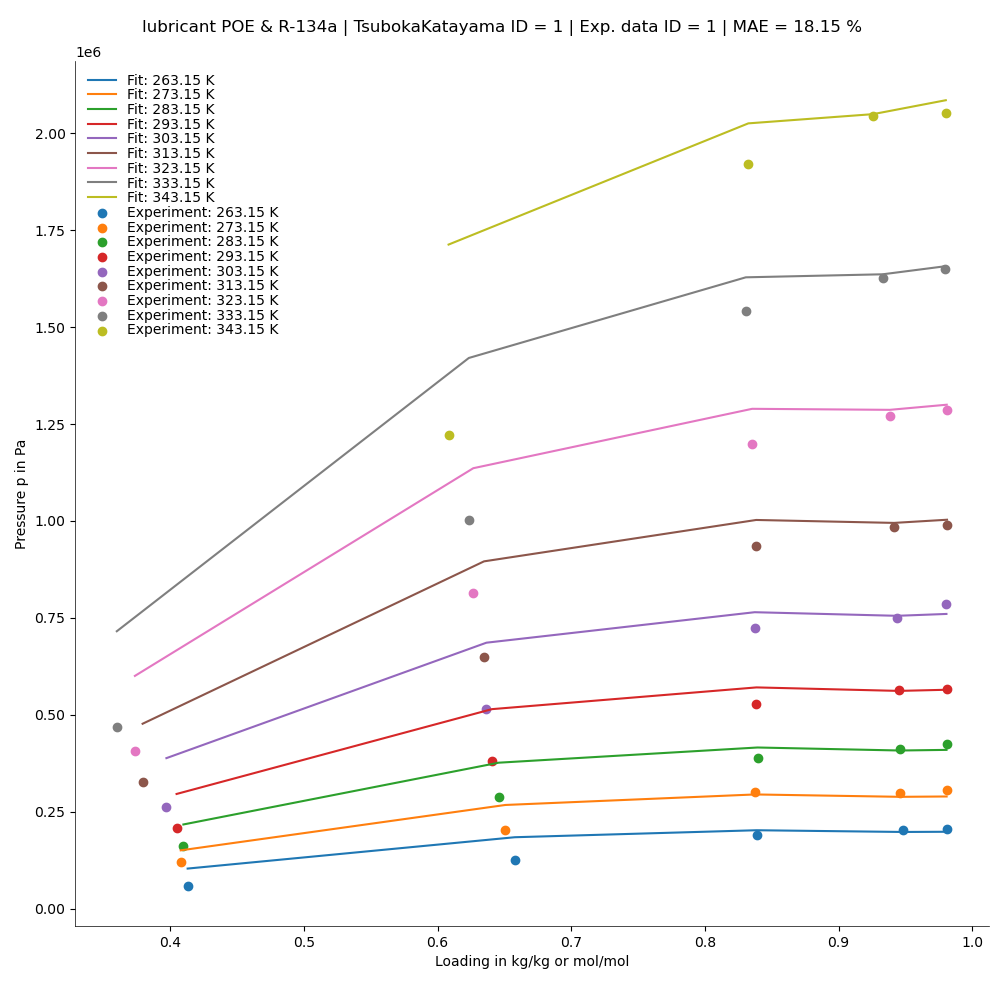 lubricant POE & R-134a | TsubokaKatayama ID = 1 | Exp. data ID = 1 | MAE = 18.15 %
1e6
Fit: 263.15 K
Fit: 273.15 K
Fit: 283.15 K
Fit: 293.15 K
Fit: 303.15 K
Fit: 313.15 K
Fit: 323.15 K
Fit: 333.15 K
Fit: 343.15 K
Experiment: 263.15 K
Experiment: 273.15 K
Experiment: 283.15 K
Experiment: 293.15 K
Experiment: 303.15 K
Experiment: 313.15 K
Experiment: 323.15 K
Experiment: 333.15 K
Experiment: 343.15 K
2.00
1.75
1.50
1.25
1.00
0.75
0.50
0.25
0.00
Pressure p in Pa
0.4 0.5 0.6 0.7 0.8 0.9 1.0
Loading in kg/kg or mol/mol